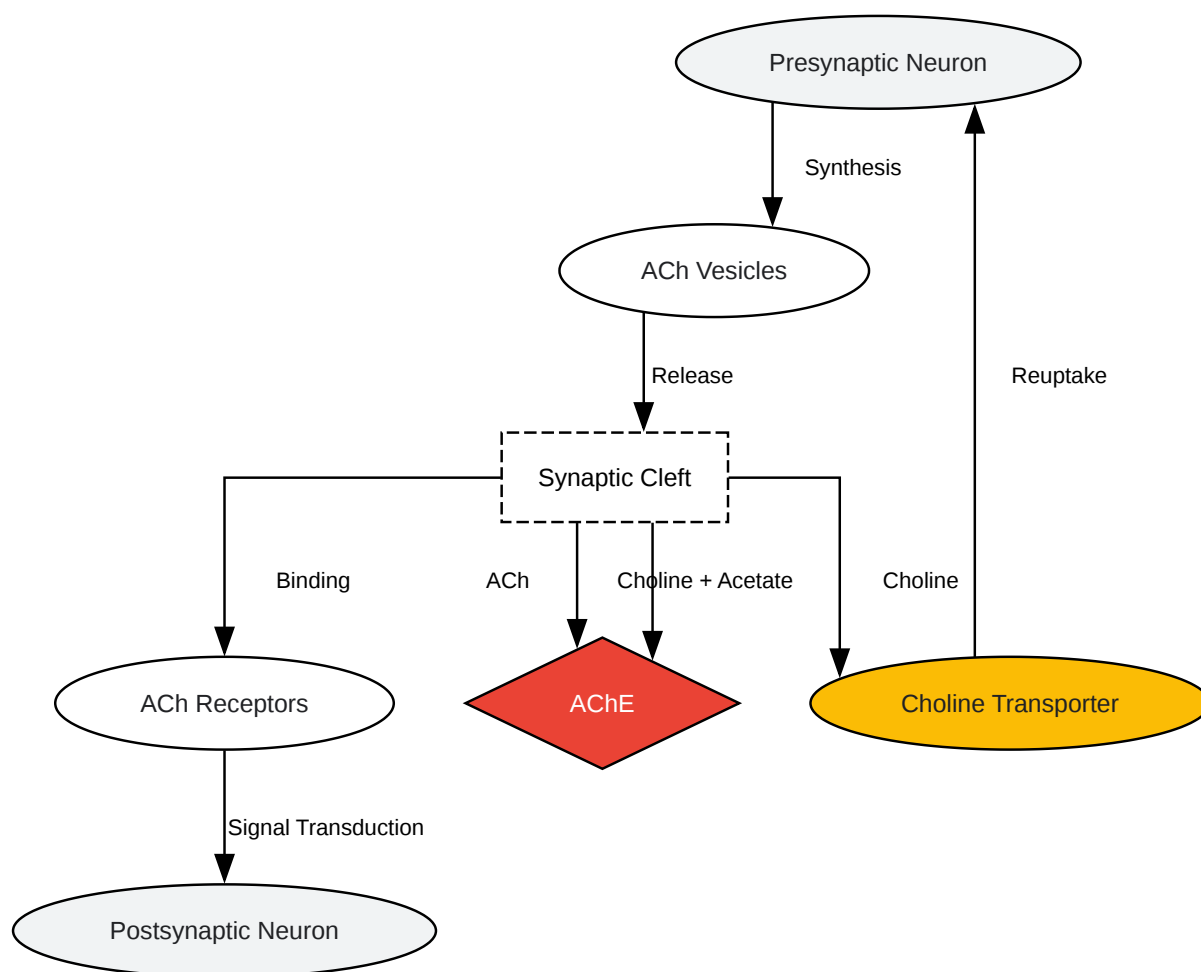 Presynaptic Neuron
Synthesis
ACh Vesicles
Release
Reuptake
Synaptic Cleft
Binding
ACh
Choline + Acetate
Choline
ACh Receptors
AChE
Choline Transporter
Signal Transduction
Postsynaptic Neuron